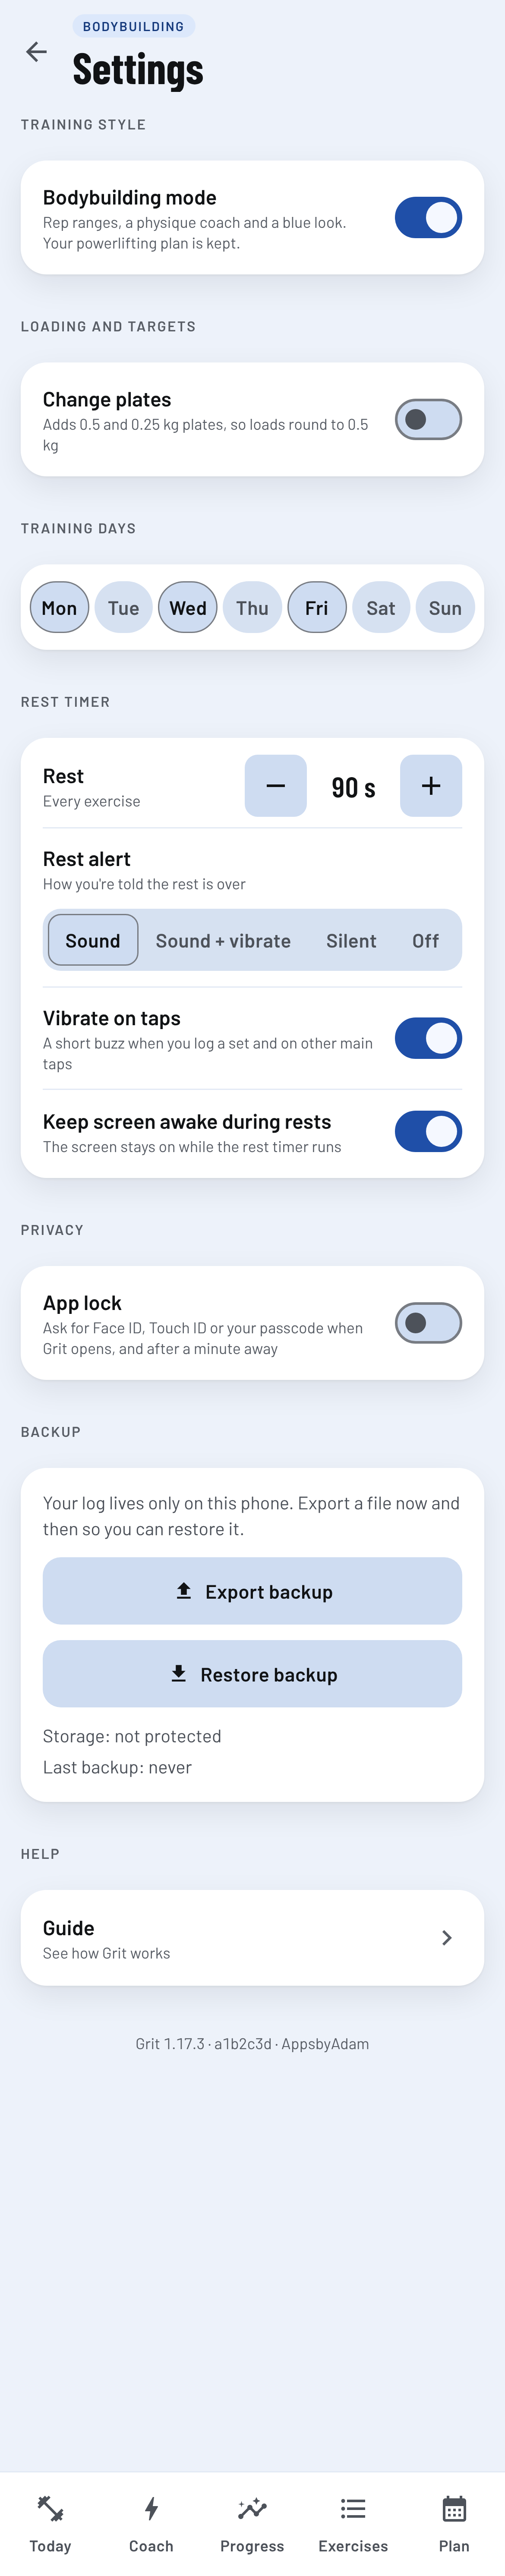 BODYBUILDING
Settings
TRAINING STYLE
Bodybuilding mode
Rep ranges, a physique coach and a blue look.
Your powerlifting plan is kept.
LOADING AND TARGETS
Change plates
Adds 0.5 and 0.25 kg plates, so loads round to 0.5
kg
TRAINING DAYS
Mon Tue Wed Thu Fri Sat Sun
REST TIMER
Rest
Every exercise
− 90 s +
Rest alert
How you're told the rest is over
Sound Sound + vibrate Silent Off
Vibrate on taps
A short buzz when you log a set and on other main
taps
Keep screen awake during rests
The screen stays on while the rest timer runs
PRIVACY
App lock
Ask for Face ID, Touch ID or your passcode when
Grit opens, and after a minute away
BACKUP
Your log lives only on this phone. Export a file now and
then so you can restore it.
Export backup
Restore backup
Storage: not protected
Last backup: never
HELP
Guide
See how Grit works
Grit 1.17.3 · a1b2c3d · AppsbyAdam
Today Coach Progress Exercises Plan